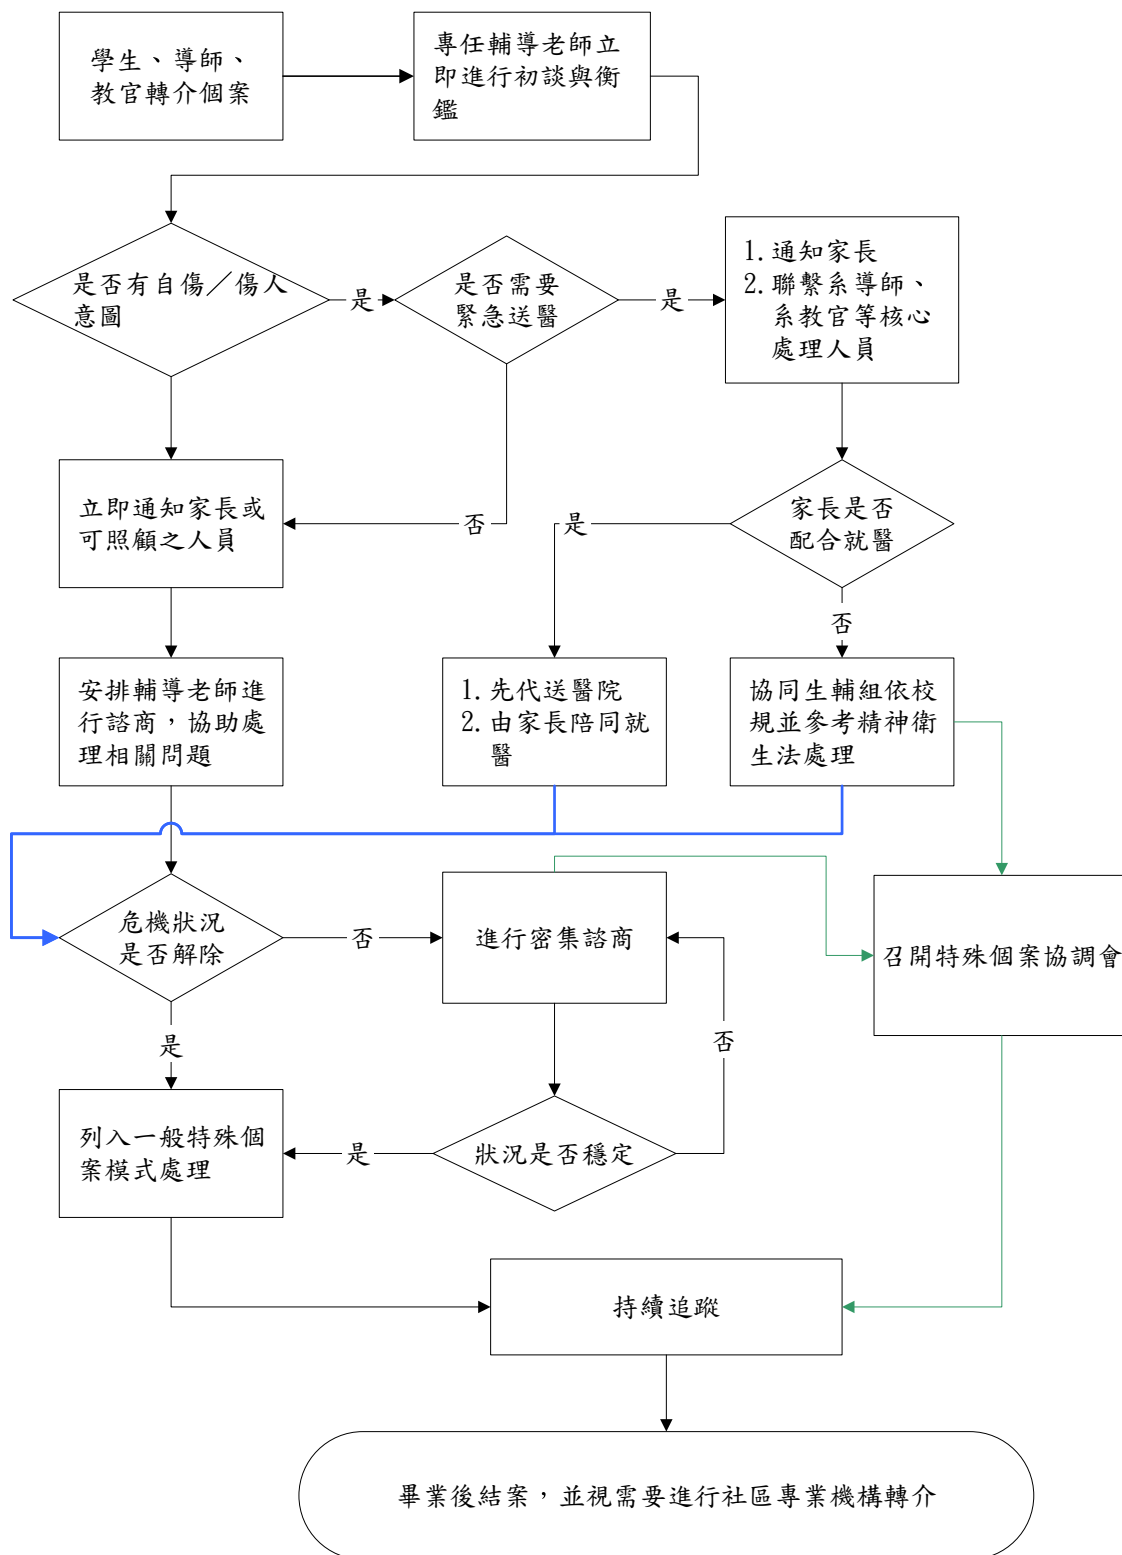 學生、導師、
教官轉介個案
專任輔導老師立
即進行初談與衡
鑑
是否有自傷／傷人
意圖
是
是否需要
緊急送醫
是
1. 通知家長
2. 聯繫系導師、
系教官等核心
處理人員
立即通知家長或
可照顧之人員
否
是
家長是否
配合就醫
否
安排輔導老師進
行諮商，協助處
理相關問題
1. 先代送醫院
2. 由家長陪同就
醫
協同生輔組依校
規並參考精神衛
生法處理
危機狀況
是否解除
否
進行密集諮商
召開特殊個案協調會
是
否
列入一般特殊個
案模式處理
是
狀況是否穩定
持續追蹤
畢業後結案，並視需要進行社區專業機構轉介